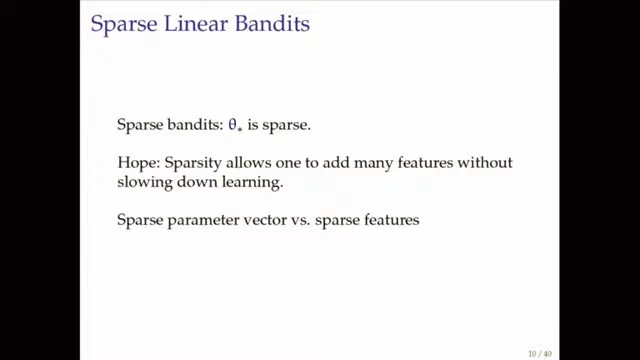 Sparse Linear Bandits
Sparse bandits: θ* is sparse.
Hope: Sparsity allows one to add many features without
slowing down learning.
Sparse parameter vector vs. sparse features
10 / 40